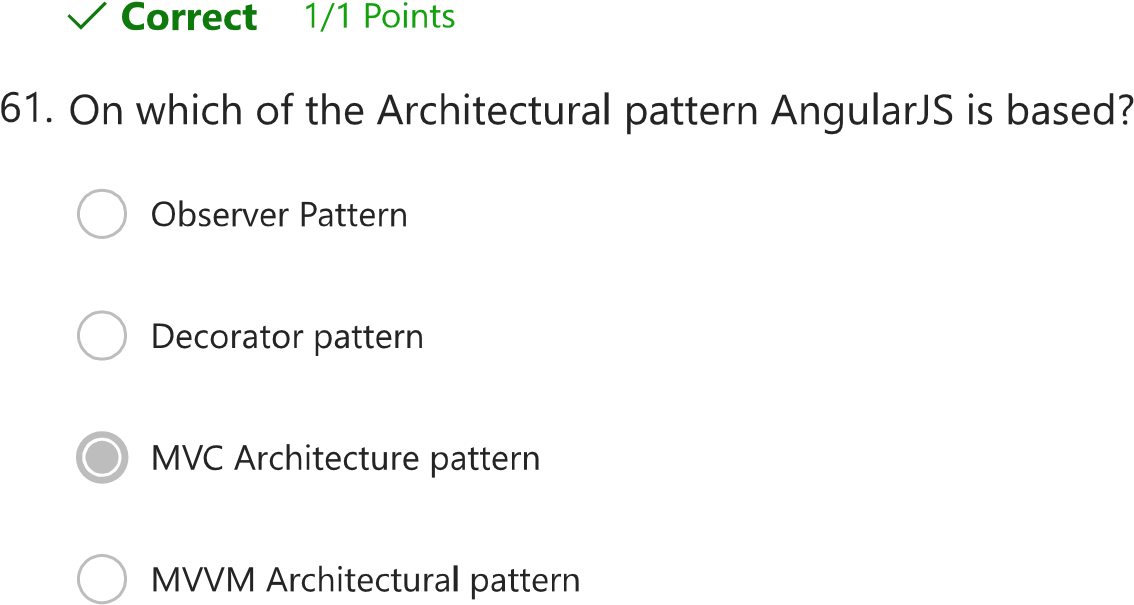 Correct 1/1 Points
61. On which of the Architectural pattern AngularJS is based?
Observer Pattern
Decorator pattern
MVC Architecture pattern
MVVM Architectural pattern